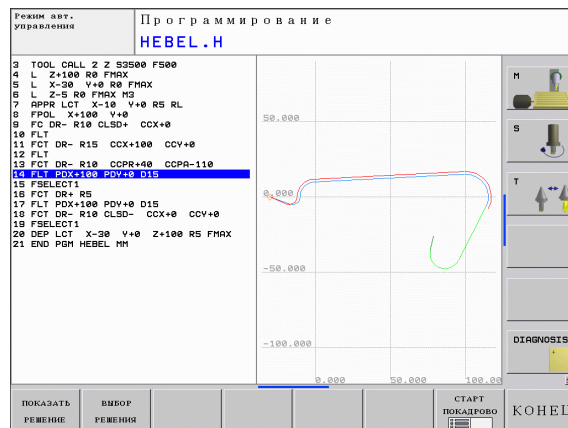 Режим авт.
управления
Программирование
HEBEL.H
3 TOOL CALL 2 Z S3500 F500
4 L Z+100 R0 FMAX
5 L X-30 Y+0 R0 FMAX
6 L Z-5 R0 FMAX M3
7 APPR LCT X-10 Y+0 R5 RL
8 FPOL X+100 Y+0
9 FC DR- R10 CLSD+ CCX+0
10 FLT
11 FCT DR- R15 CCX+100 CCY+0
12 FLT
13 FCT DR- R10 CCPR+40 CCPA-110
14 FLT PDX+100 PDY+0 D15
15 FSELECT1
16 FCT DR+ R5
17 FLT PDX+100 PDY+0 D15
18 FCT DR- R10 CLSD- CCX+0 CCY+0
19 FSELECT1
20 DEP LCT X-30 Y+0 Z+100 R5 FMAX
21 END PGM HEBEL MM
50.000
0.000
-50.000
-100.000
0.000 50.000 100.00
M
S
T
DIAGNOSIS
ПОКАЗАТЬ
РЕШЕНИЕ
ВЫБОР
РЕШЕНИЯ
СТАРТ
ПОКАДРОВО
КОНЕЦ